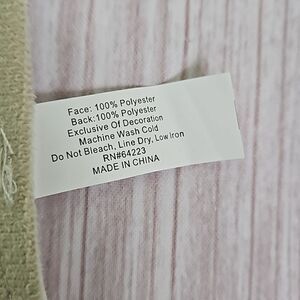 Face: 100% Polyester
Back:100% Polyester
Exclusive Of Decoration
Machine Wash Cold
Do Not Bleach, Line Dry, Low Iron
RN#64223
MADE IN CHINA